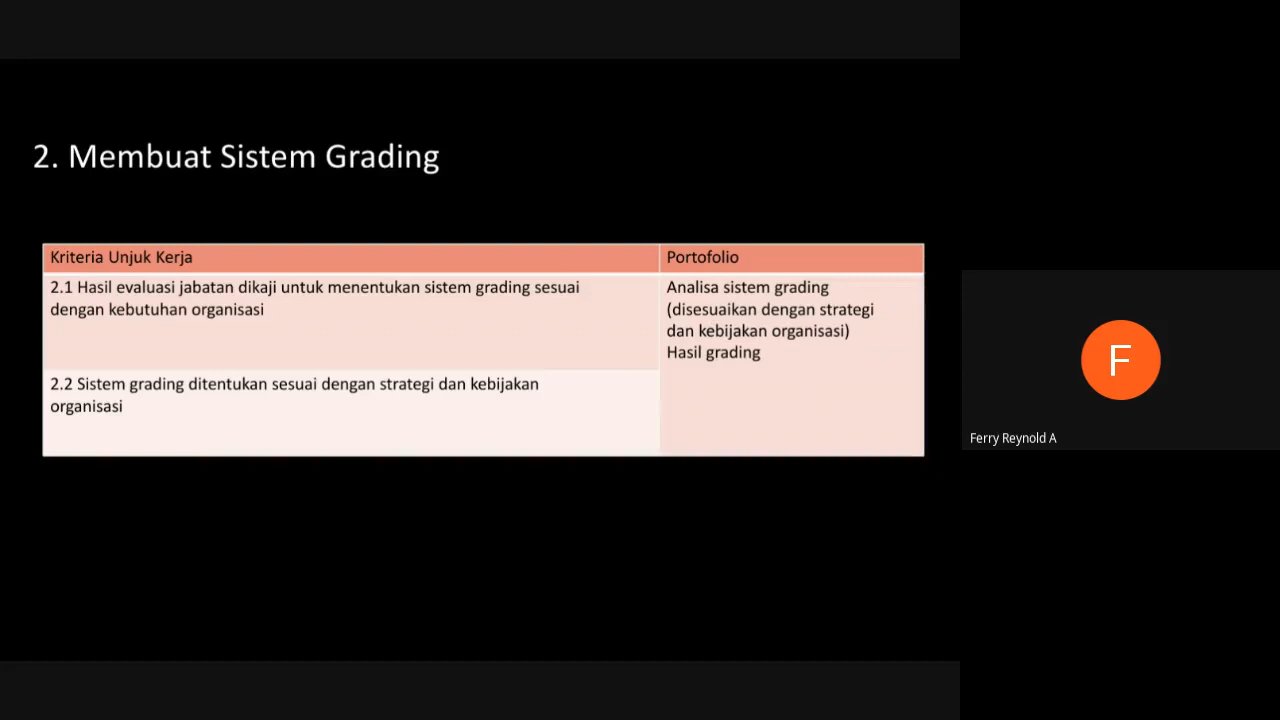 2. Membuat Sistem Grading
Kriteria Unjuk Kerja
Portofolio
2.1 Hasil evaluasi jabatan dikaji untuk menentukan sistem grading sesuai
dengan kebutuhan organisasi
Analisa sistem grading
(disesuaikan dengan strategi
dan kebijakan organisasi)
Hasil grading
2.2 Sistem grading ditentukan sesuai dengan strategi dan kebijakan
organisasi
F
Ferry Reynold A